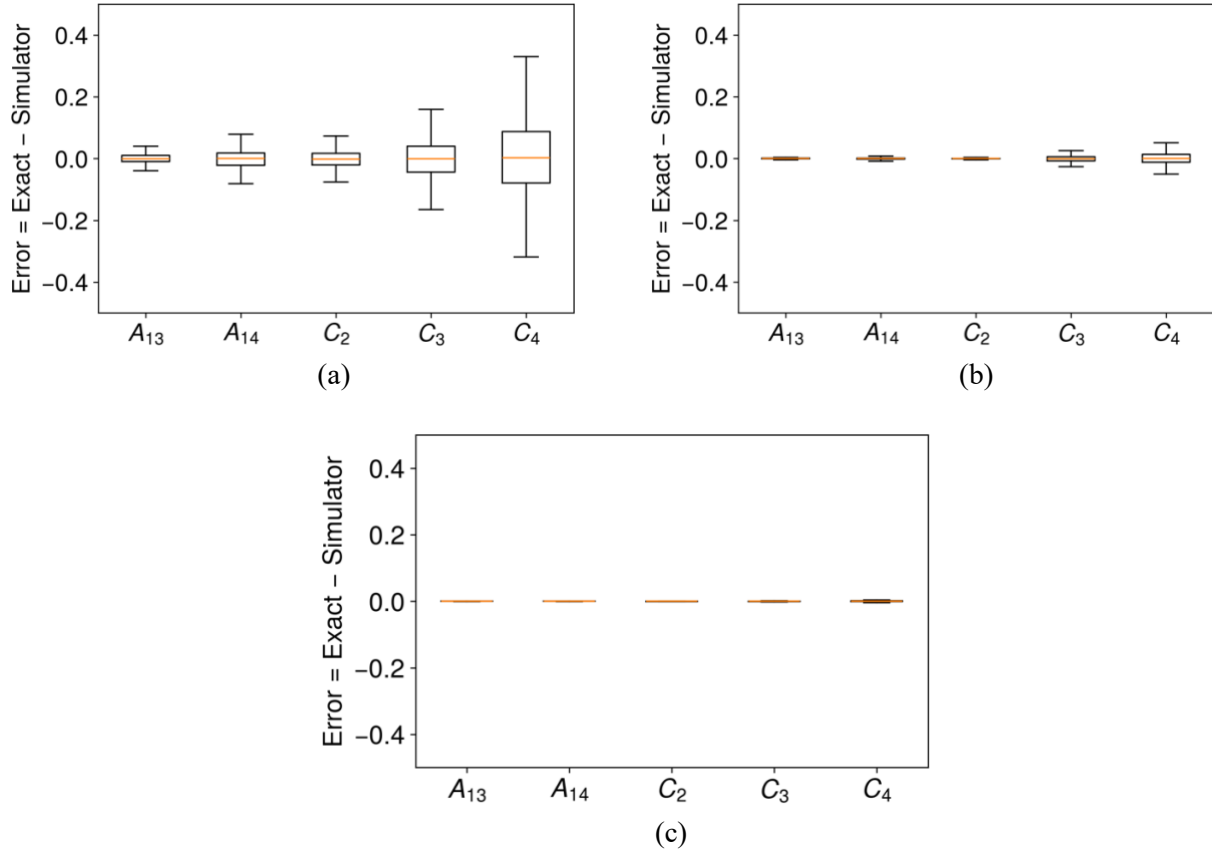 Error = Exact − Simulator
0.4
0.2
0.0
−0.2
−0.4
A13 A14 C2 C3 C4
(a)
Error = Exact − Simulator
0.4
0.2
0.0
−0.2
−0.4
A13 A14 C2 C3 C4
(b)
Error = Exact − Simulator
0.4
0.2
0.0
−0.2
−0.4
A13 A14 C2 C3 C4
(c)